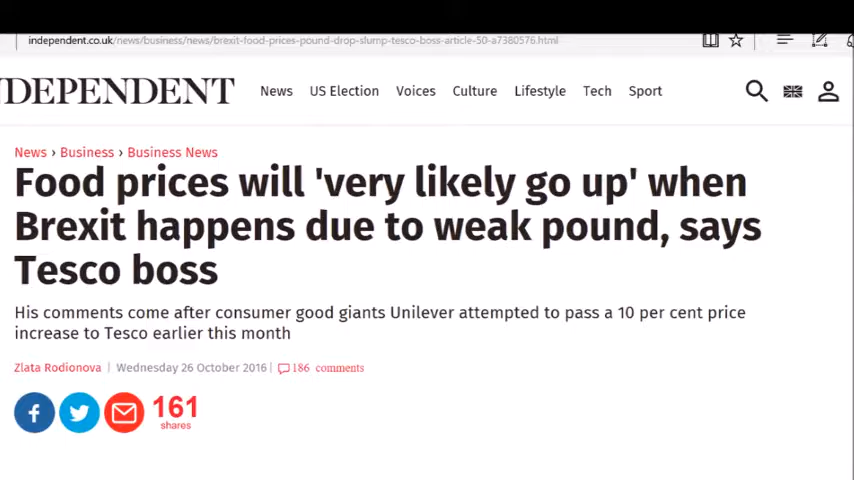 independent.co.uk/news/business/news/brexit-food-prices-pound-drop-slump-tesco-boss-article-50-a7380576.html
NDEPENDENT
News US Election Voices Culture Lifestyle Tech Sport
News › Business › Business News
Food prices will 'very likely go up' when
Brexit happens due to weak pound, says
Tesco boss
His comments come after consumer good giants Unilever attempted to pass a 10 per cent price
increase to Tesco earlier this month
Zlata Rodionova | Wednesday 26 October 2016 | 186 comments
161
shares